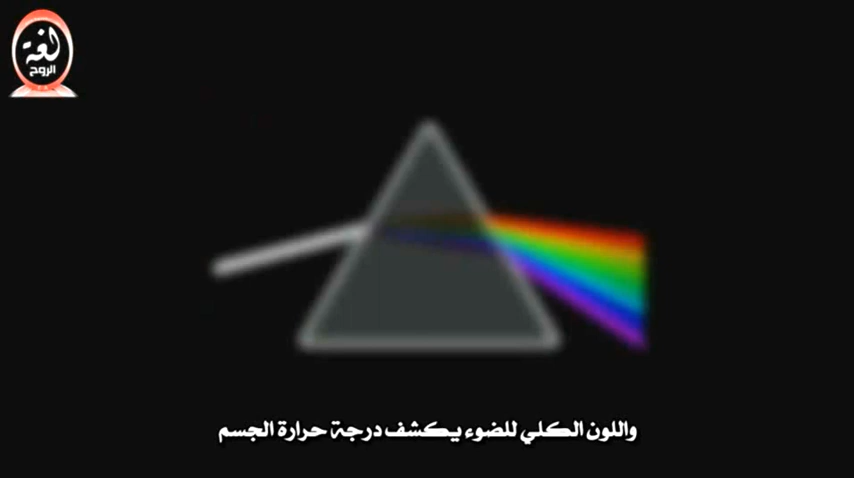 لغة
الروح
واللون الكلي للضوء يكشف درجة حرارة الجسم